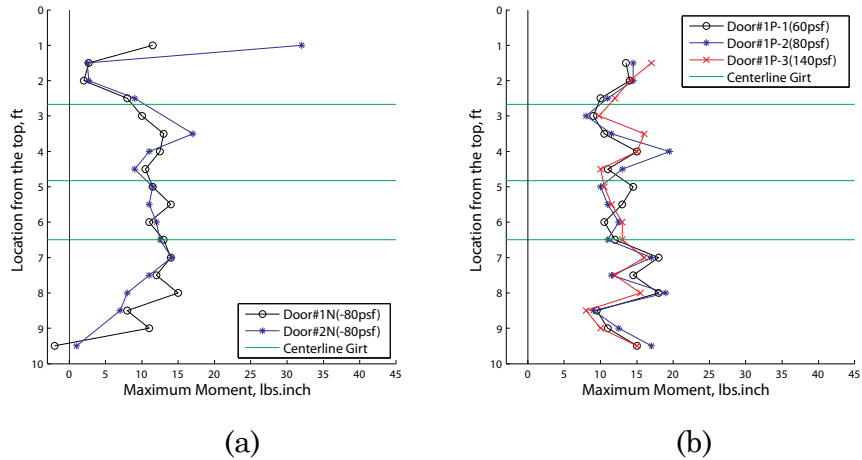 0
1
2
3
4
5
6
7
8
9
10
Location from the top, ft
0 5 10 15 20 25 30 35 40 45
Maximum Moment, lbs.inch
Door#1N(-80psf)
Door#2N(-80psf)
Centerline Girt
(a)
0
1
2
3
4
5
6
7
8
9
10
Location from the top, ft
0 5 10 15 20 25 30 35 40 45
Maximum Moment, lbs.inch
Door#1P-1(60psf)
Door#1P-2(80psf)
Door#1P-3(140psf)
Centerline Girt
(b)